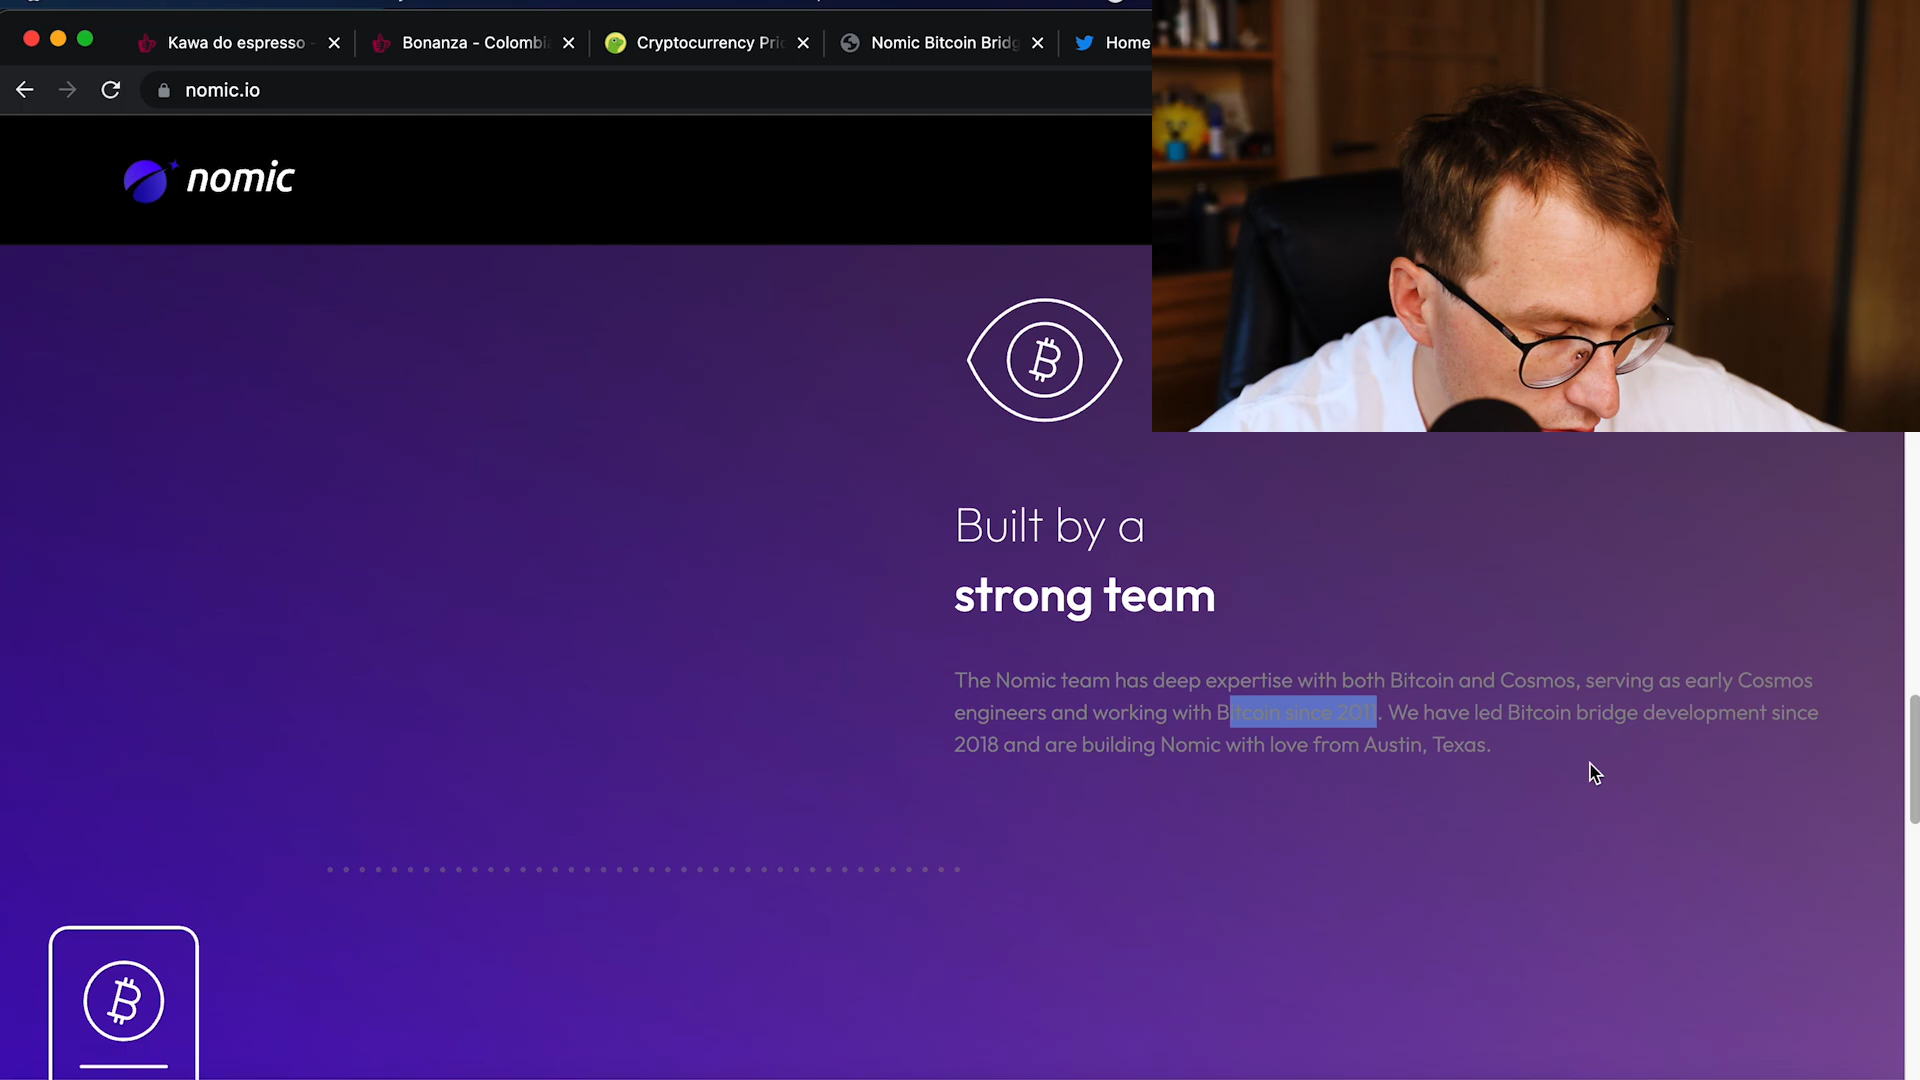 Kawa do espresso -
Bonanza - Colombi
Cryptocurrency Pric
Nomic Bitcoin Bridg
Home
nomic.io
nomic
Built by a
strong team
The Nomic team has deep expertise with both Bitcoin and Cosmos, serving as early Cosmos
engineers and working with Bitcoin since 2011. We have led Bitcoin bridge development since
2018 and are building Nomic with love from Austin, Texas.